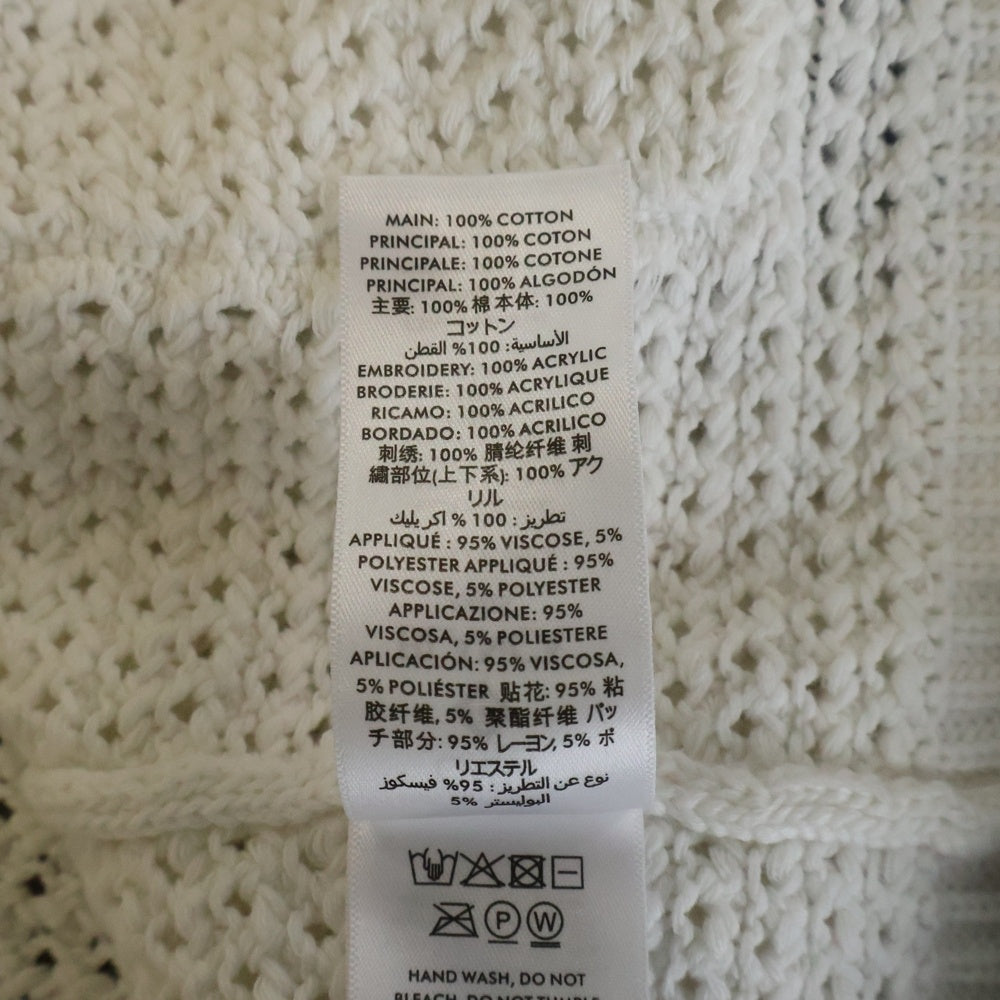 MAIN: 100% COTTON
PRINCIPAL: 100% COTON
PRINCIPALE: 100% COTONE
PRINCIPAL: 100% ALGODÓN
主要: 100% 棉 本体: 100%
コットン
الأساسية: 100% القطن
EMBROIDERY: 100% ACRYLIC
BRODERIE: 100% ACRYLIQUE
RICAMO: 100% ACRILICO
BORDADO: 100% ACRILICO
刺绣: 100% 腈纶纤维 刺
繡部位(上下系): 100% アク
リル
تطريز : 100 % اكريليك
APPLIQUÉ : 95% VISCOSE, 5%
POLYESTER APPLIQUÉ : 95%
VISCOSE, 5% POLYESTER
APPLICAZIONE: 95%
VISCOSA, 5% POLIESTERE
APLICACIÓN: 95% VISCOSA,
5% POLIÉSTER 贴花: 95% 粘
胶纤维, 5% 聚酯纤维 パッ
チ部分: 95% レーヨン, 5% ポ
リエステル
نوع عن التطريز : 95% فيسكوز
البوليستر 5%
P W
HAND WASH, DO NOT
BLEACH, DO NOT TUMBLE